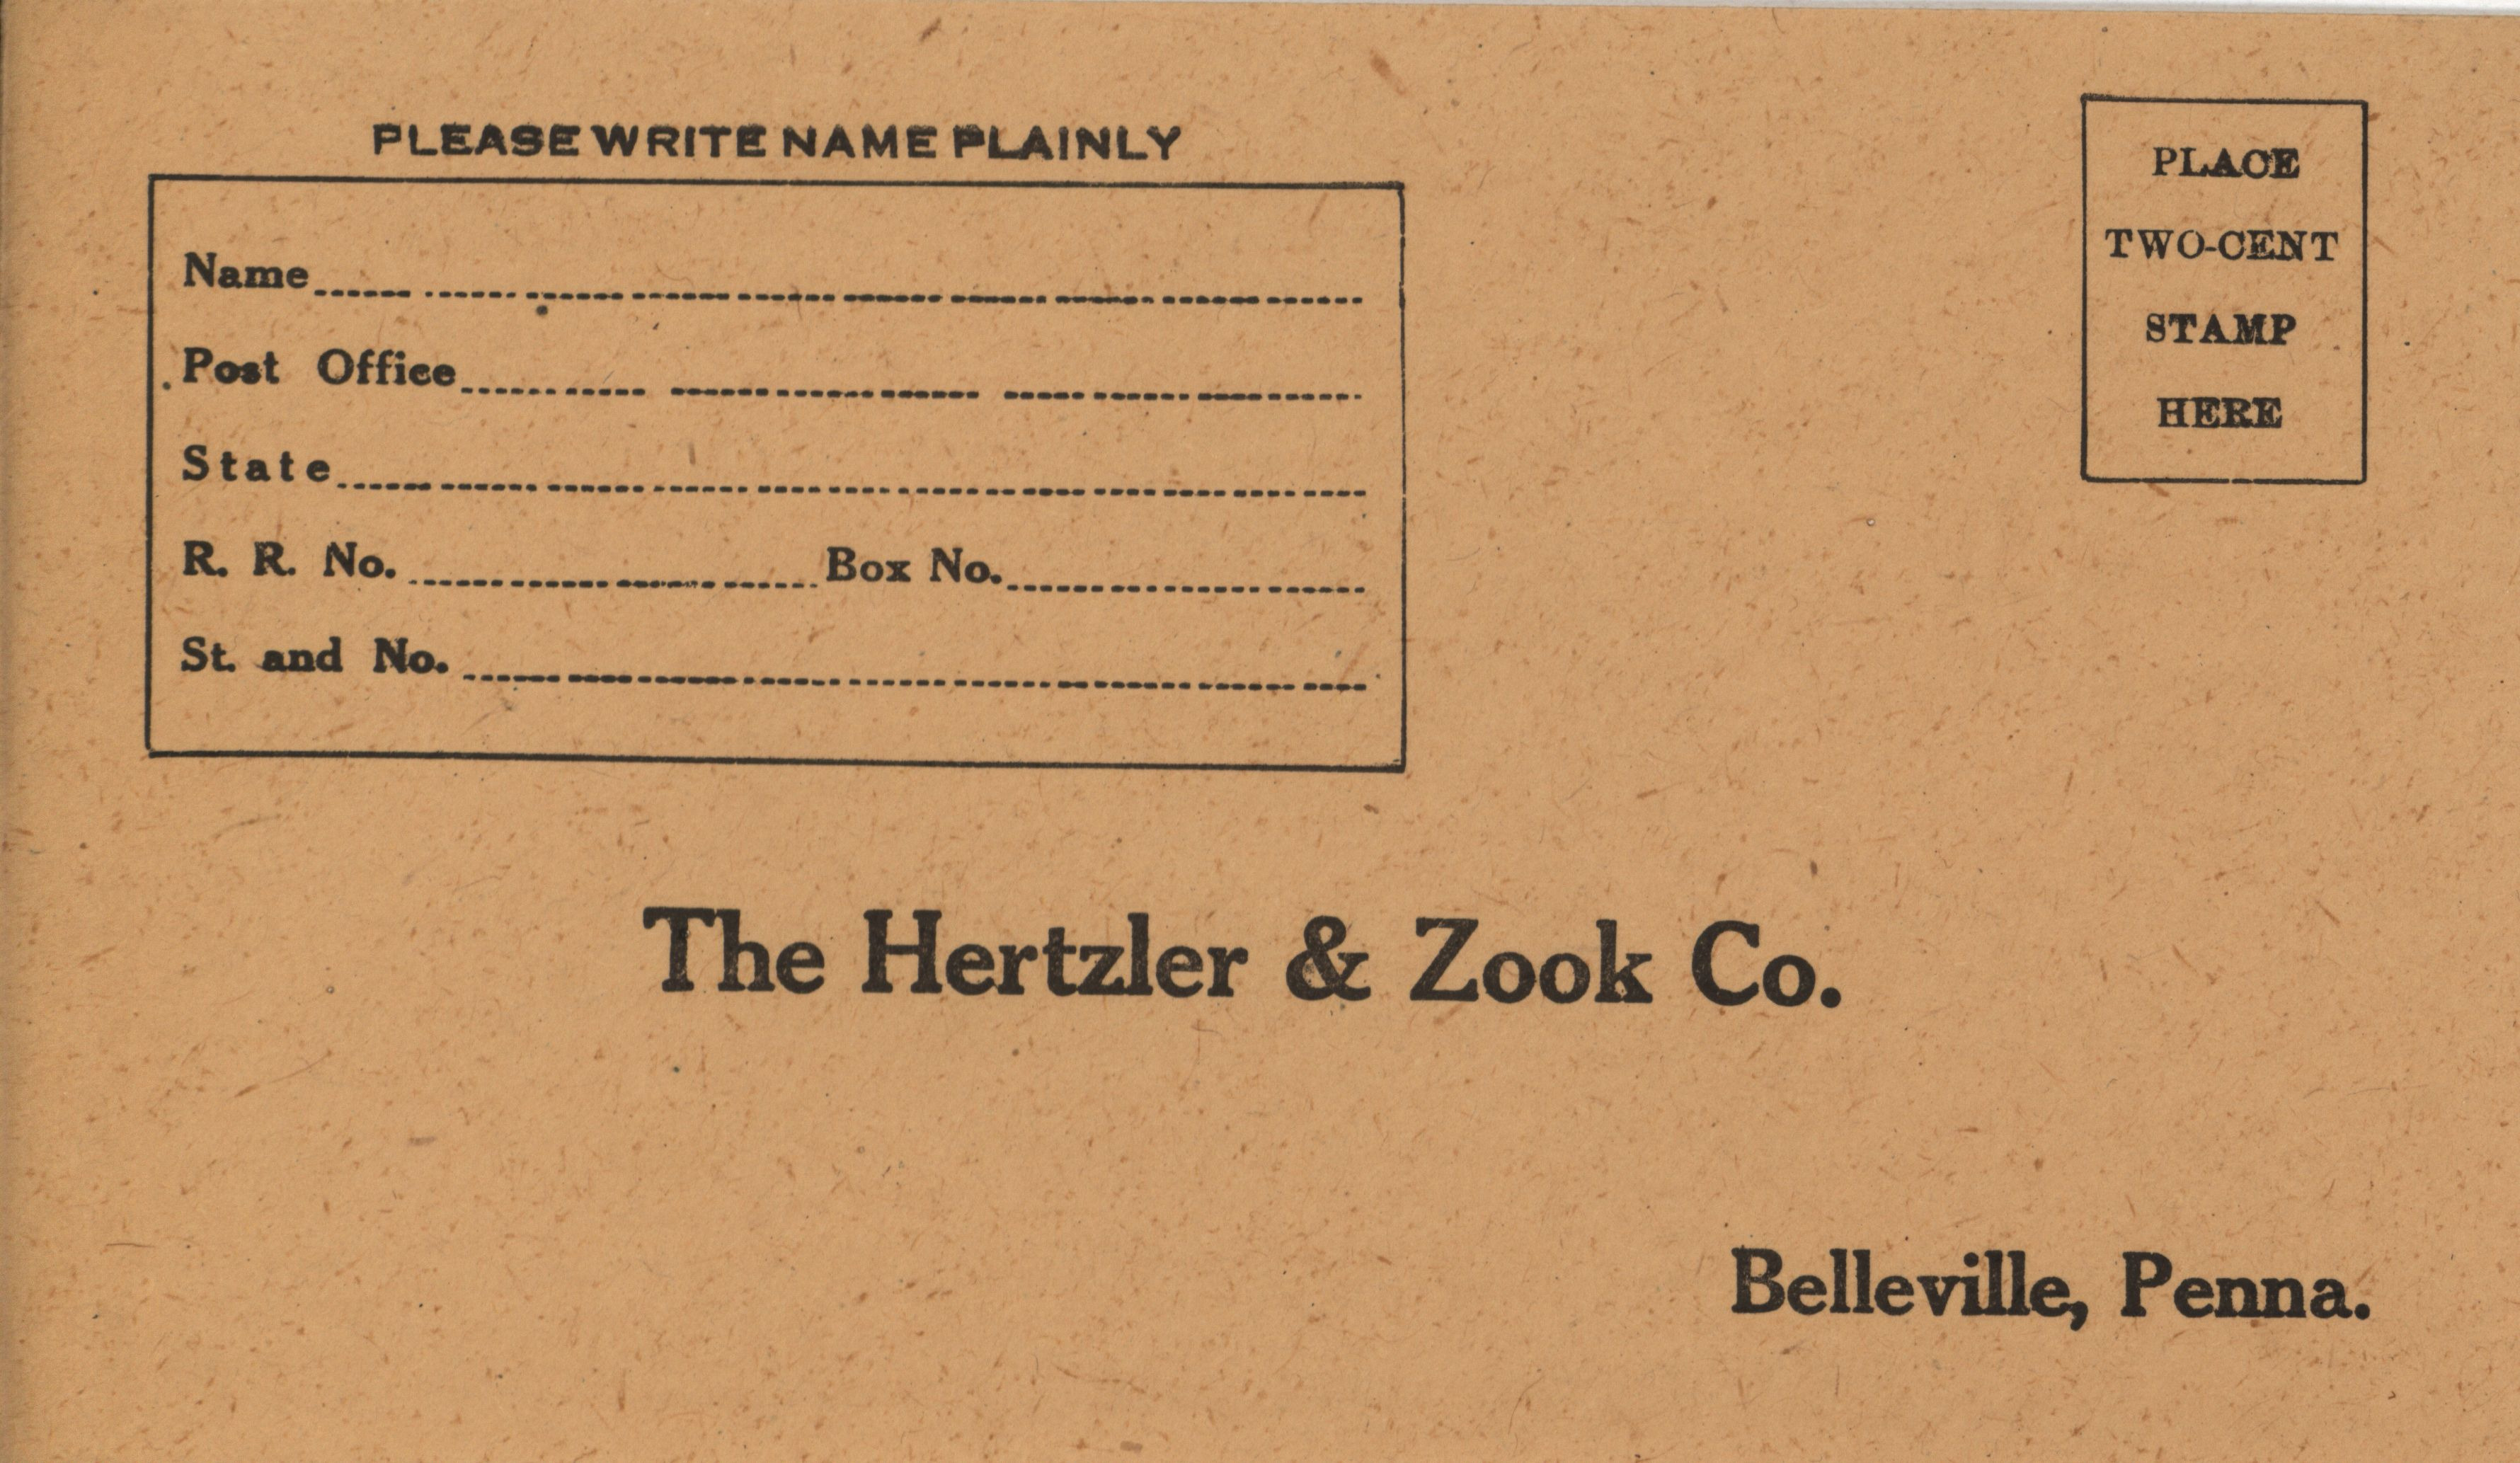 PLEASE WRITE NAME PLAINLY
Name
Post Office
State
R. R. No. Box No.
St. and No.
PLACE
TWO-CENT
STAMP
HERE
The Hertzler & Zook Co.
Belleville, Penna.